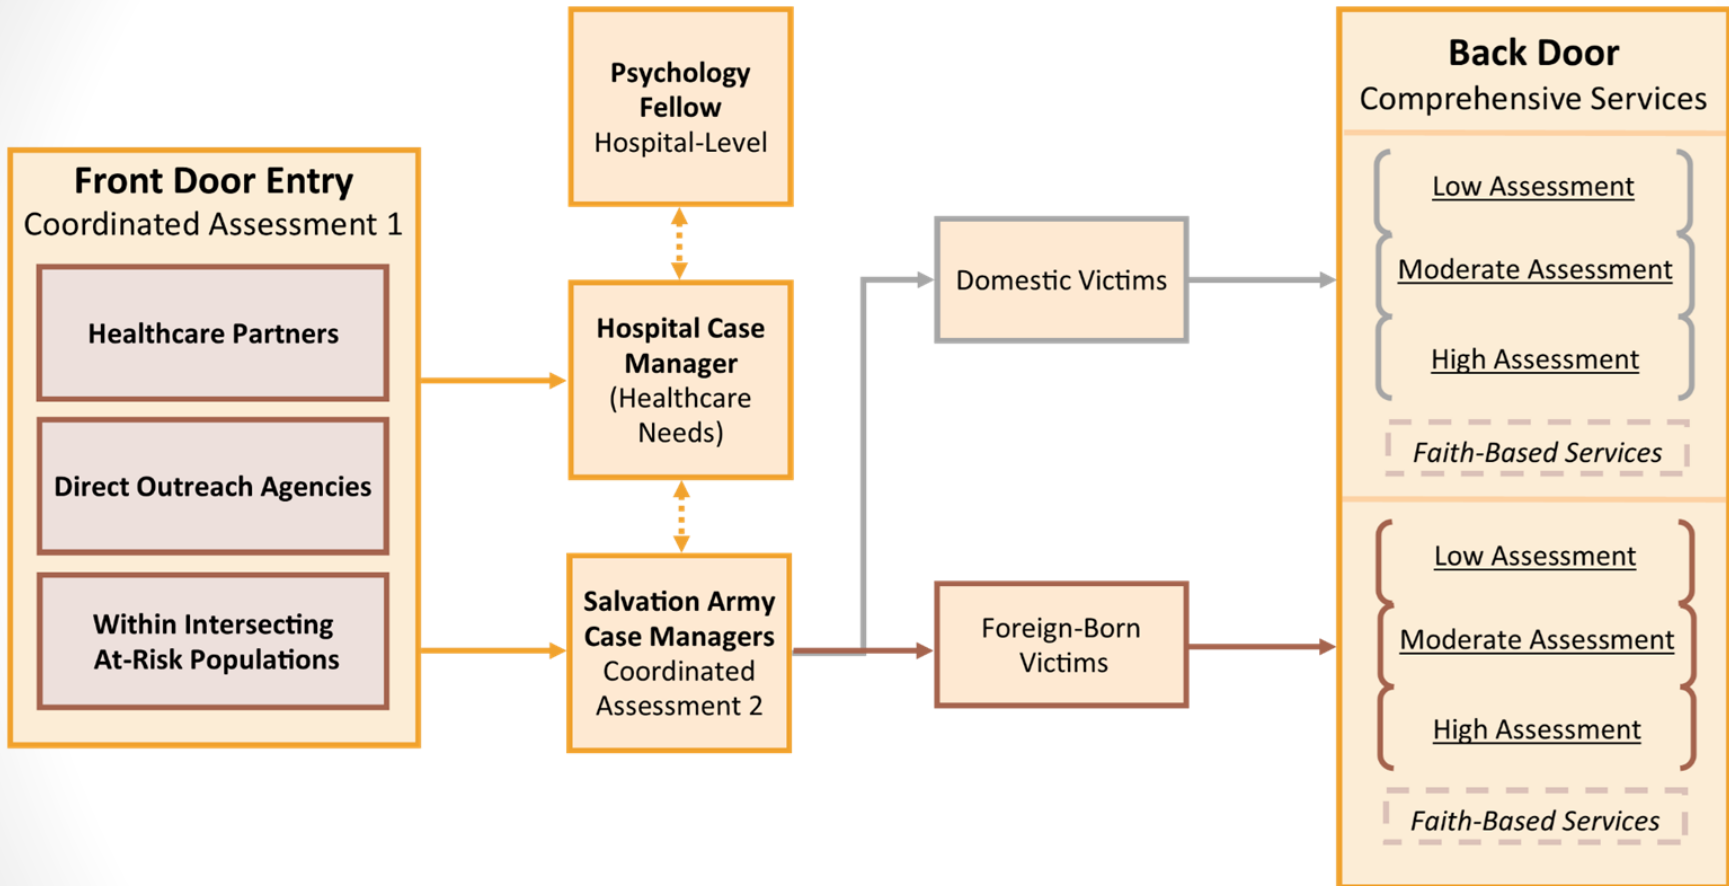 Front Door Entry
Coordinated Assessment 1
Healthcare Partners
Direct Outreach Agencies
Within Intersecting
At-Risk Populations
Psychology
Fellow
Hospital-Level
Hospital Case
Manager
(Healthcare
Needs)
Salvation Army
Case Managers
Coordinated
Assessment 2
Domestic Victims
Foreign-Born
Victims
Back Door
Comprehensive Services
Low Assessment
Moderate Assessment
High Assessment
Faith-Based Services
Low Assessment
Moderate Assessment
High Assessment
Faith-Based Services